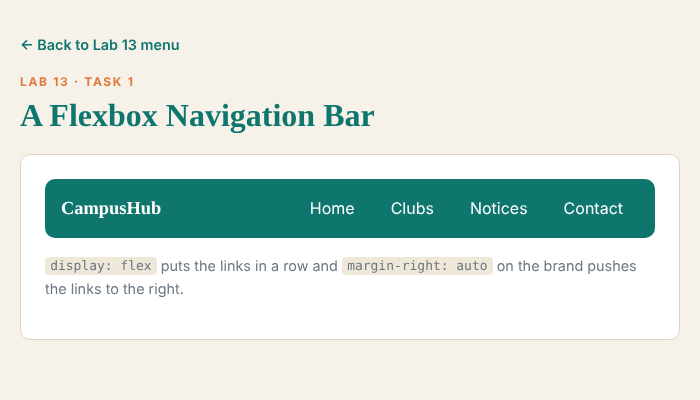 ← Back to Lab 13 menu
LAB 13 · TASK 1
A Flexbox Navigation Bar
CampusHub Home Clubs Notices Contact
display: flex puts the links in a row and margin-right: auto on the brand pushes
the links to the right.